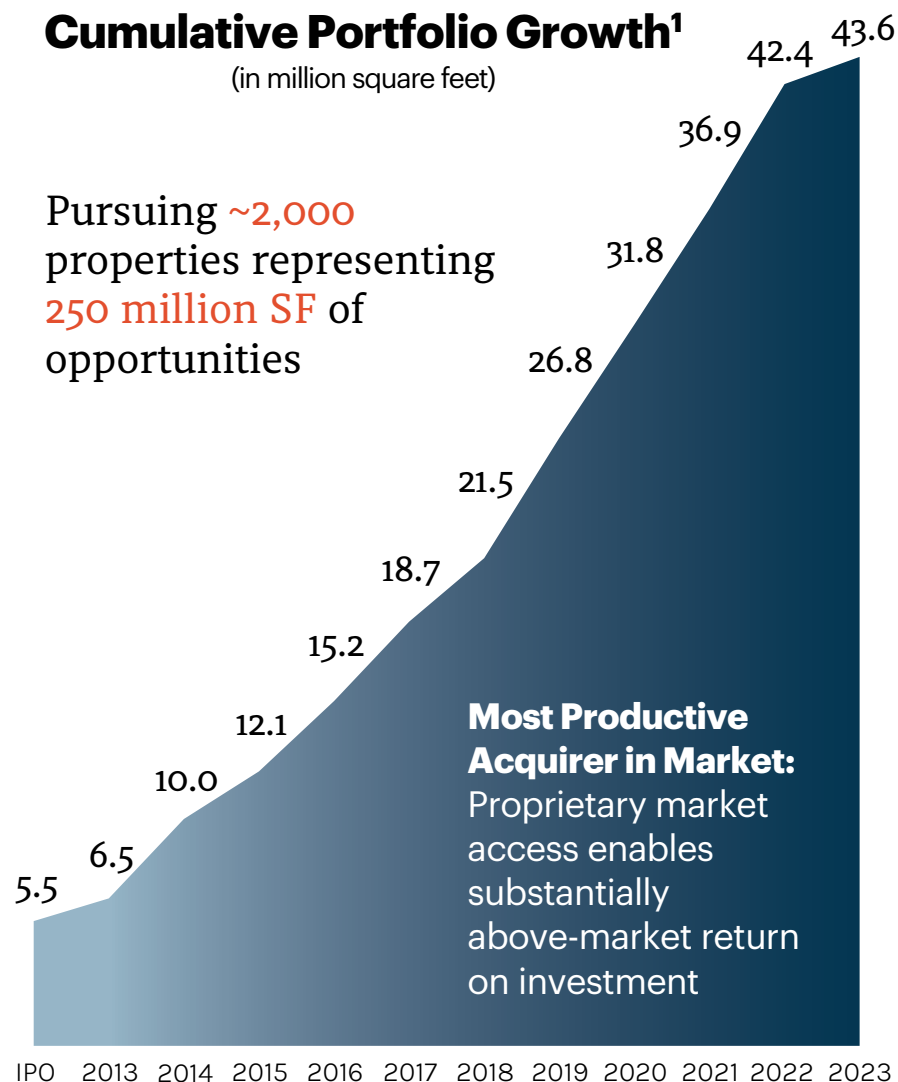 Cumulative Portfolio Growth¹
(in million square feet)
43.6
42.4
36.9
Pursuing ~2,000
properties representing
250 million SF of
opportunities
31.8
26.8
21.5
18.7
15.2
12.1
10.0
6.5
5.5
Most Productive
Acquirer in Market:
Proprietary market
access enables
substantially
above-market return
on investment
IPO 2013 2014 2015 2016 2017 2018 2019 2020 2021 2022 2023